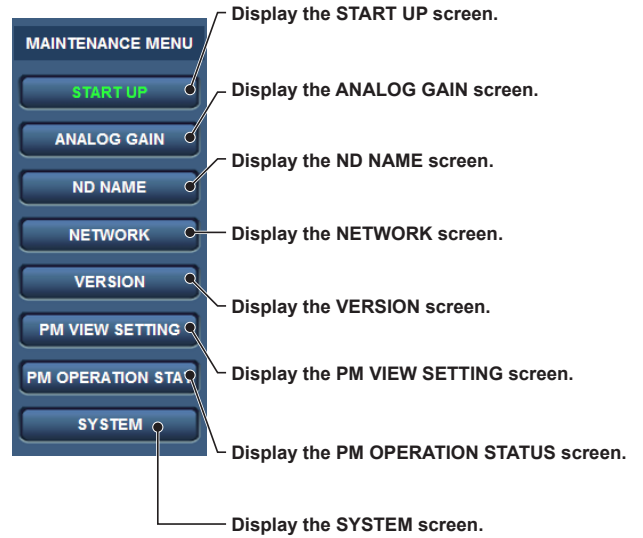 Display the START UP screen.
MAINTENANCE MENU
START UP
Display the ANALOG GAIN screen.
ANALOG GAIN
Display the ND NAME screen.
ND NAME
NETWORK
Display the NETWORK screen.
VERSION
Display the VERSION screen.
PM VIEW SETTING
Display the PM VIEW SETTING screen.
PM OPERATION STAT
SYSTEM
Display the PM OPERATION STATUS screen.
Display the SYSTEM screen.